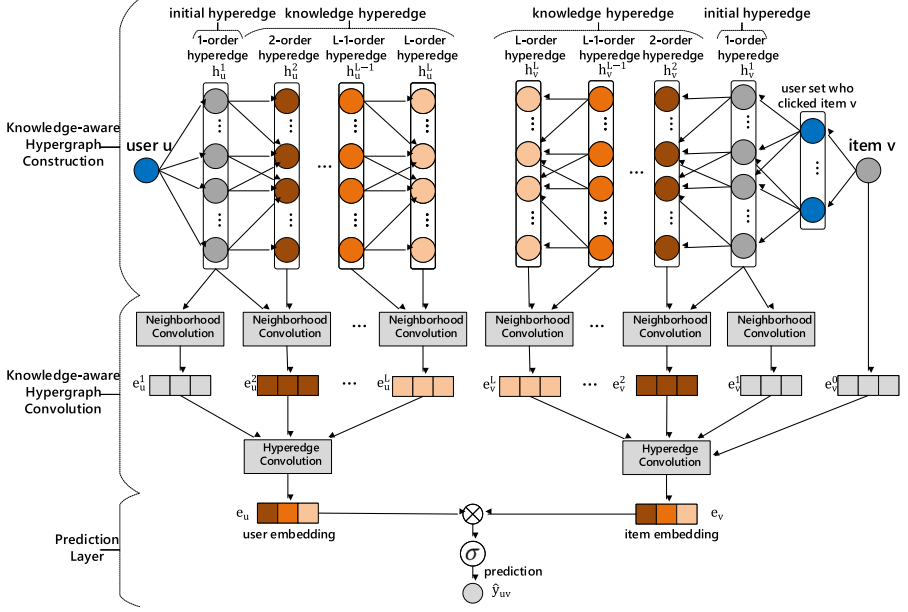 initial hyperedge
knowledge hyperedge
knowledge hyperedge
initial hyperedge
1-order
hyperedge
h_u^1
2-order
hyperedge
h_u^2
L-1-order
hyperedge
h_u^{L-1}
L-order
hyperedge
h_u^L
L-order
hyperedge
h_v^L
L-1-order
hyperedge
h_v^{L-1}
2-order
hyperedge
h_v^2
1-order
hyperedge
h_v^1
user set who
clicked item v
Knowledge-aware
Hypergraph
Construction
user u
...
...
item v
Neighborhood
Convolution
Neighborhood
Convolution
...
Neighborhood
Convolution
Neighborhood
Convolution
...
Neighborhood
Convolution
Neighborhood
Convolution
Knowledge-aware
Hypergraph
Convolution
e_u^1
e_u^2
...
e_u^L
e_v^L
...
e_v^2
e_v^1
e_v^0
Hyperedge
Convolution
Hyperedge
Convolution
Prediction
Layer
e_u
user embedding
⊗
e_v
item embedding
σ
prediction
ŷ_{uv}